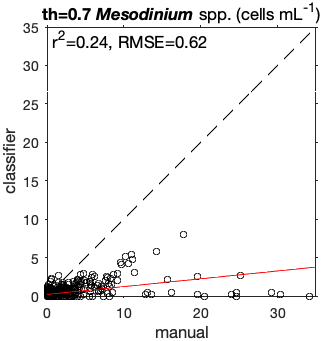 th=0.7 Mesodinium spp. (cells mL⁻¹)
r²=0.24, RMSE=0.62
35
30
25
20
15
10
5
0
classifier
0 10 20 30
manual